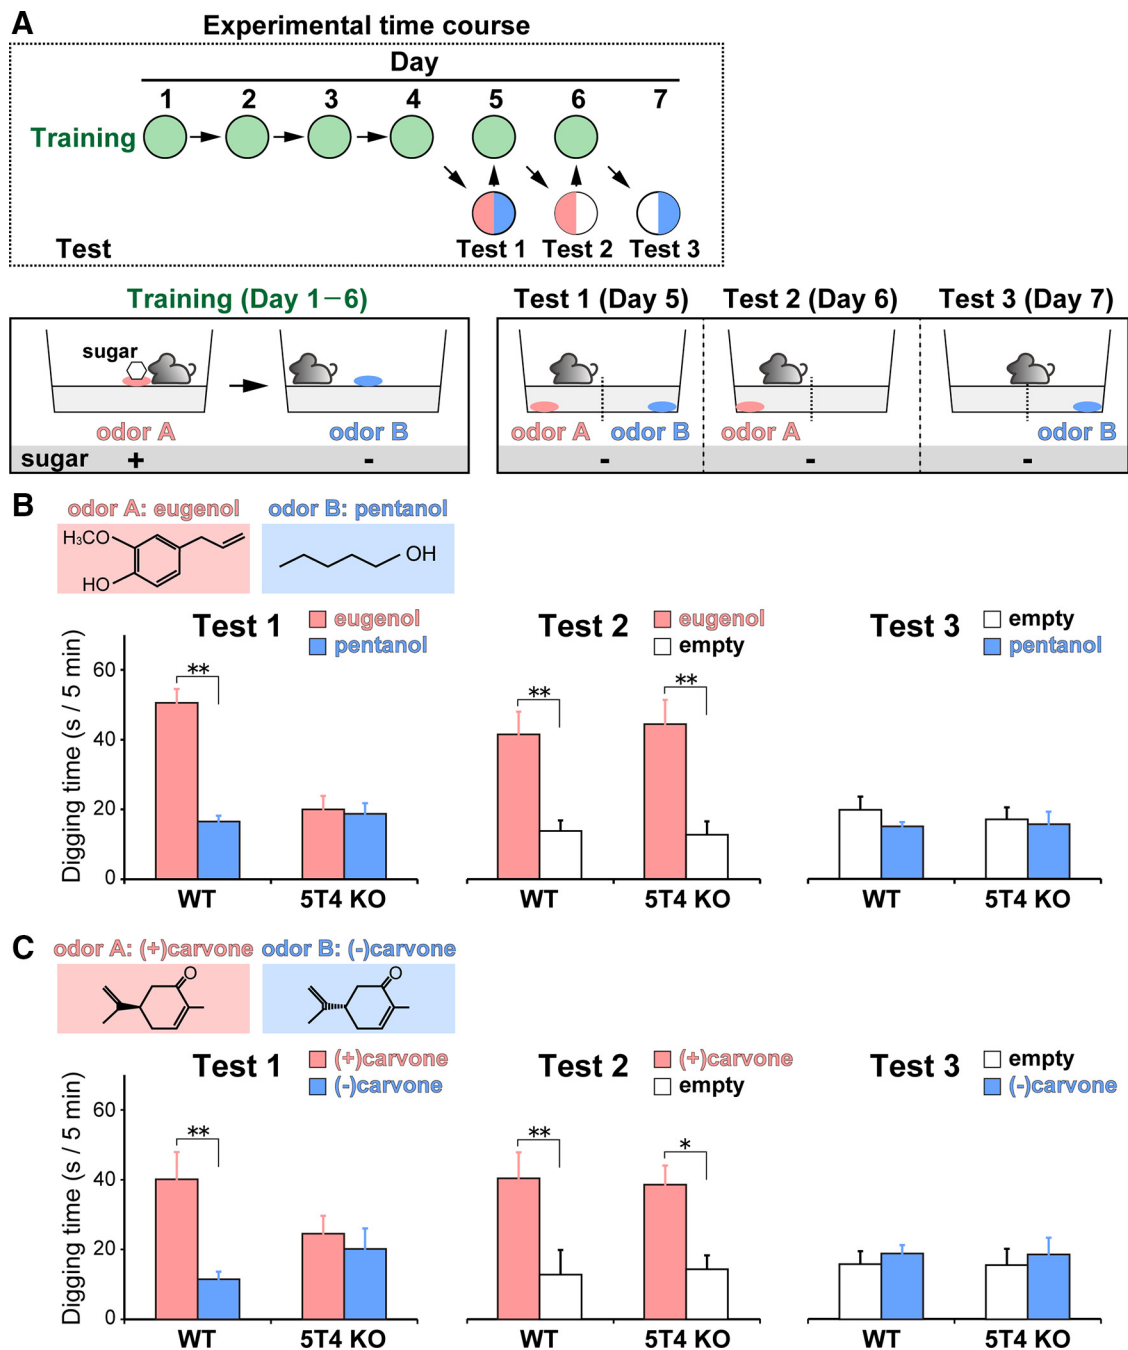 A
Experimental time course
Day
1 2 3 4 5 6 7
Training
Test 1 Test 2 Test 3
Test
Training (Day 1–6)
sugar
odor A odor B
sugar + -
Test 1 (Day 5) Test 2 (Day 6) Test 3 (Day 7)
odor A odor B odor A odor B
- - -
B
odor A: eugenol odor B: pentanol
H₃CO
HO
OH
Test 1
eugenol
pentanol
Test 2
eugenol
empty
Test 3
empty
pentanol
Digging time (s / 5 min)
60
40
20
0
** ** **
WT 5T4 KO WT 5T4 KO WT 5T4 KO
C
odor A: (+)carvone odor B: (-)carvone
O O
Test 1
(+)carvone
(-)carvone
Test 2
(+)carvone
empty
Test 3
empty
(-)carvone
Digging time (s / 5 min)
60
40
20
0
** ** *
WT 5T4 KO WT 5T4 KO WT 5T4 KO